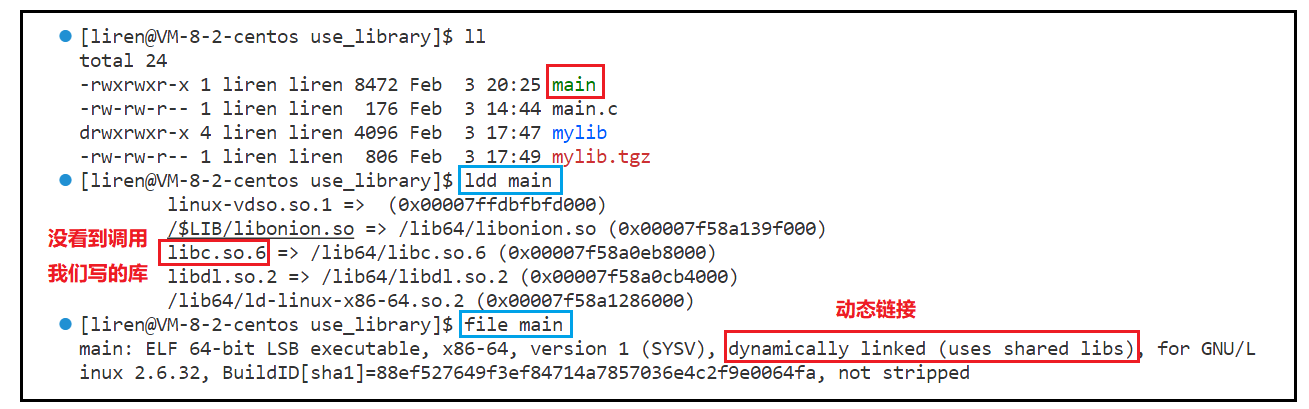 [liren@VM-8-2-centos use_library]$ ll
total 24
-rwxrwxr-x 1 liren liren 8472 Feb  3 20:25 main
-rw-rw-r-- 1 liren liren  176 Feb  3 14:44 main.c
drwxrwxr-x 4 liren liren 4096 Feb  3 17:47 mylib
-rw-rw-r-- 1 liren liren  806 Feb  3 17:49 mylib.tgz
[liren@VM-8-2-centos use_library]$ ldd main
linux-vdso.so.1 =>  (0x00007ffdbfbfd000)
/$LIB/libonion.so => /lib64/libonion.so (0x00007f58a139f000)
没看到调用
libc.so.6 => /lib64/libc.so.6 (0x00007f58a0eb8000)
我们写的库
libdl.so.2 => /lib64/libdl.so.2 (0x00007f58a0cb4000)
/lib64/ld-linux-x86-64.so.2 (0x00007f58a1286000)
动态链接
[liren@VM-8-2-centos use_library]$ file main
main: ELF 64-bit LSB executable, x86-64, version 1 (SYSV), dynamically linked (uses shared libs), for GNU/L
inux 2.6.32, BuildID[sha1]=88ef527649f3ef84714a7857036e4c2f9e0064fa, not stripped